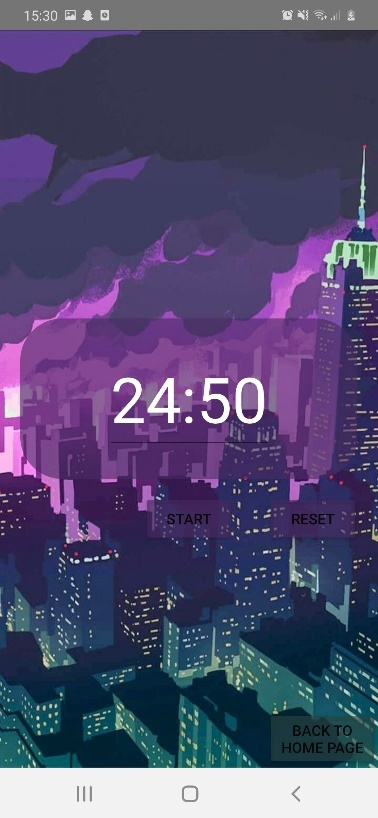 15:30
24:50
START
RESET
BACK TO
HOME PAGE